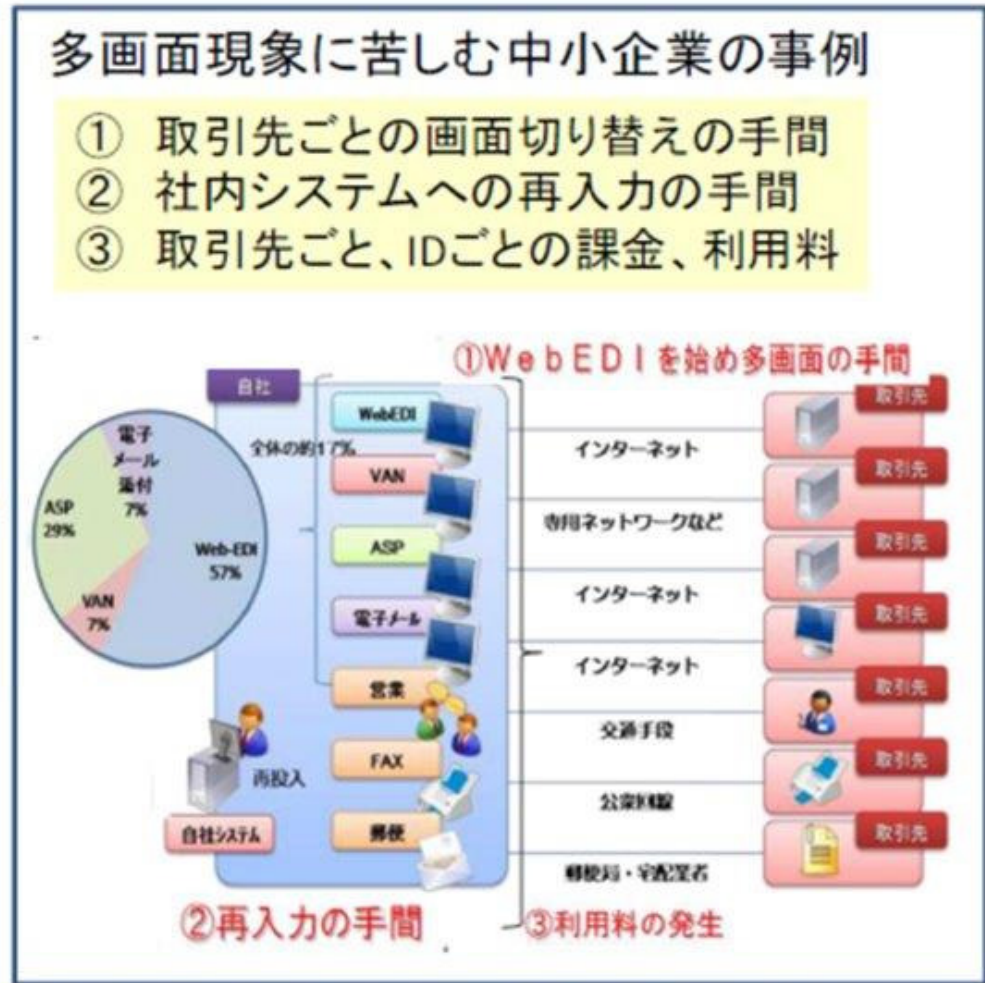 多画面現象に苦しむ中小企業の事例
① 取引先ごとの画面切り替えの手間
② 社内システムへの再入力の手間
③ 取引先ごと、IDごとの課金、利用料
①WebEDIを始め多画面の手間
自社
全体の約17%
電子
メール
添付
7%
ASP
29%
Web-EDI
57%
VAN
7%
WebEDI
VAN
ASP
電子メール
営業
FAX
郵便
再投入
自社システム
インターネット
専用ネットワークなど
インターネット
インターネット
交通手段
公衆回線
郵便局・宅配業者
取引先
取引先
取引先
取引先
取引先
取引先
取引先
②再入力の手間
③利用料の発生